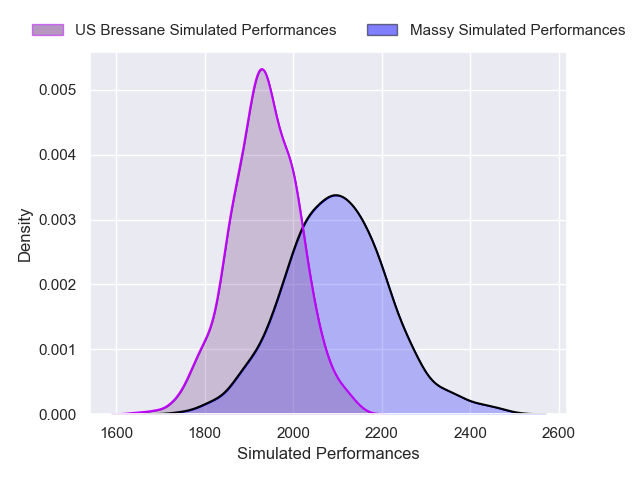 US Bressane Simulated Performances Massy Simulated Performances
0.005
0.004
0.003
0.002
0.001
0.000
Density
1600 1800 2000 2200 2400 2600
Simulated Performances